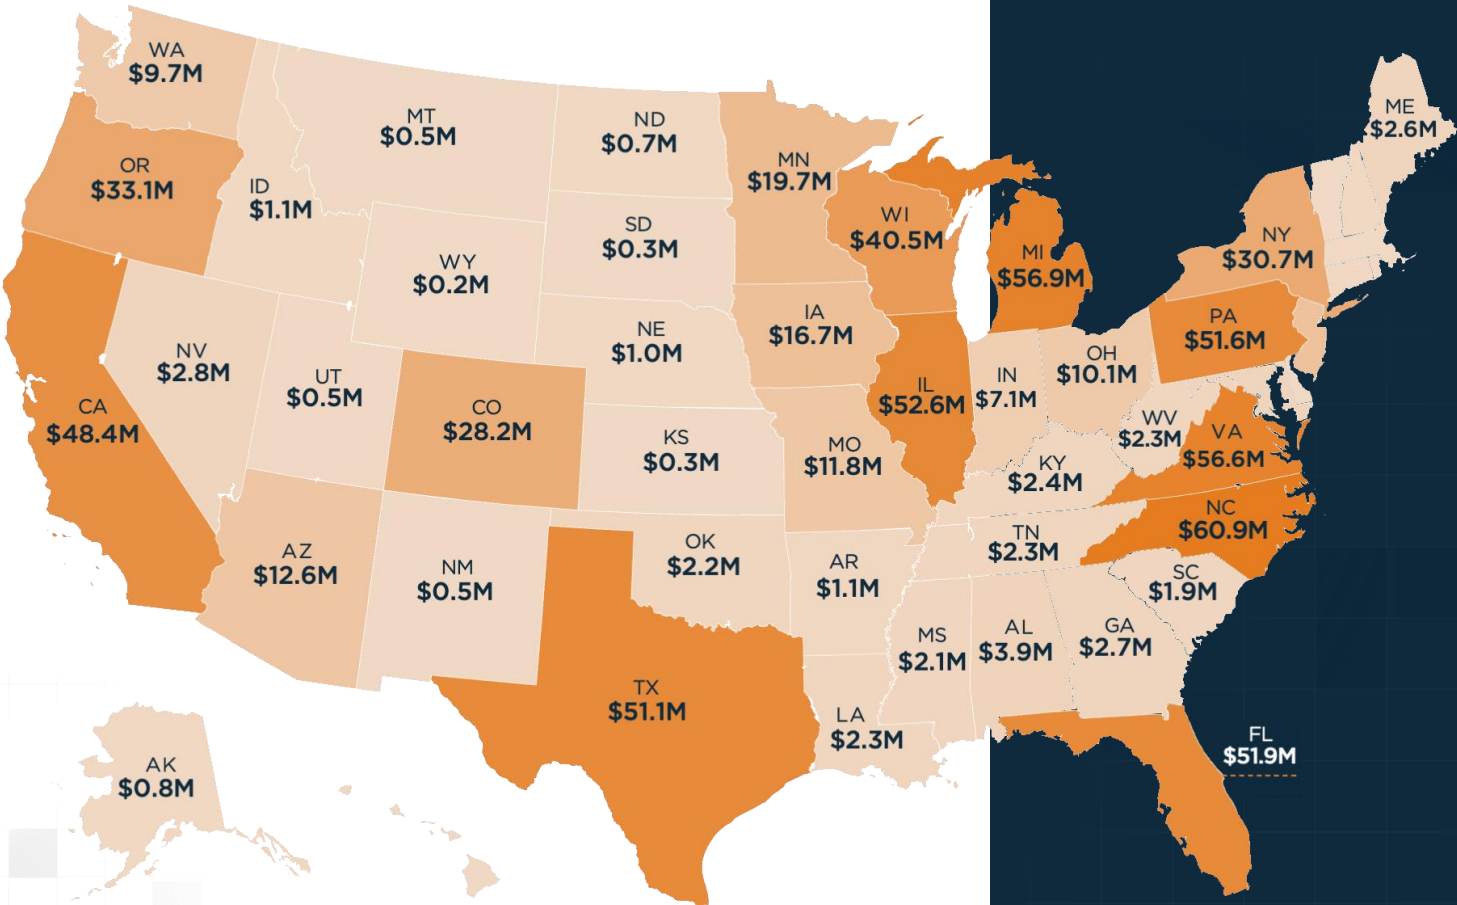 WA
$9.7M
OR
$33.1M
ID
$1.1M
MT
$0.5M
ND
$0.7M
MN
$19.7M
WI
$40.5M
MI
$56.9M
ME
$2.6M
NY
$30.7M
PA
$51.6M
SD
$0.3M
WY
$0.2M
IA
$16.7M
NE
$1.0M
NV
$2.8M
UT
$0.5M
CA
$48.4M
CO
$28.2M
IL
$52.6M
IN
$7.1M
OH
$10.1M
WV
$2.3M
VA
$56.6M
KS
$0.3M
MO
$11.8M
KY
$2.4M
NC
$60.9M
TN
$2.3M
AZ
$12.6M
NM
$0.5M
OK
$2.2M
AR
$1.1M
SC
$1.9M
MS
$2.1M
AL
$3.9M
GA
$2.7M
TX
$51.1M
LA
$2.3M
FL
$51.9M
AK
$0.8M